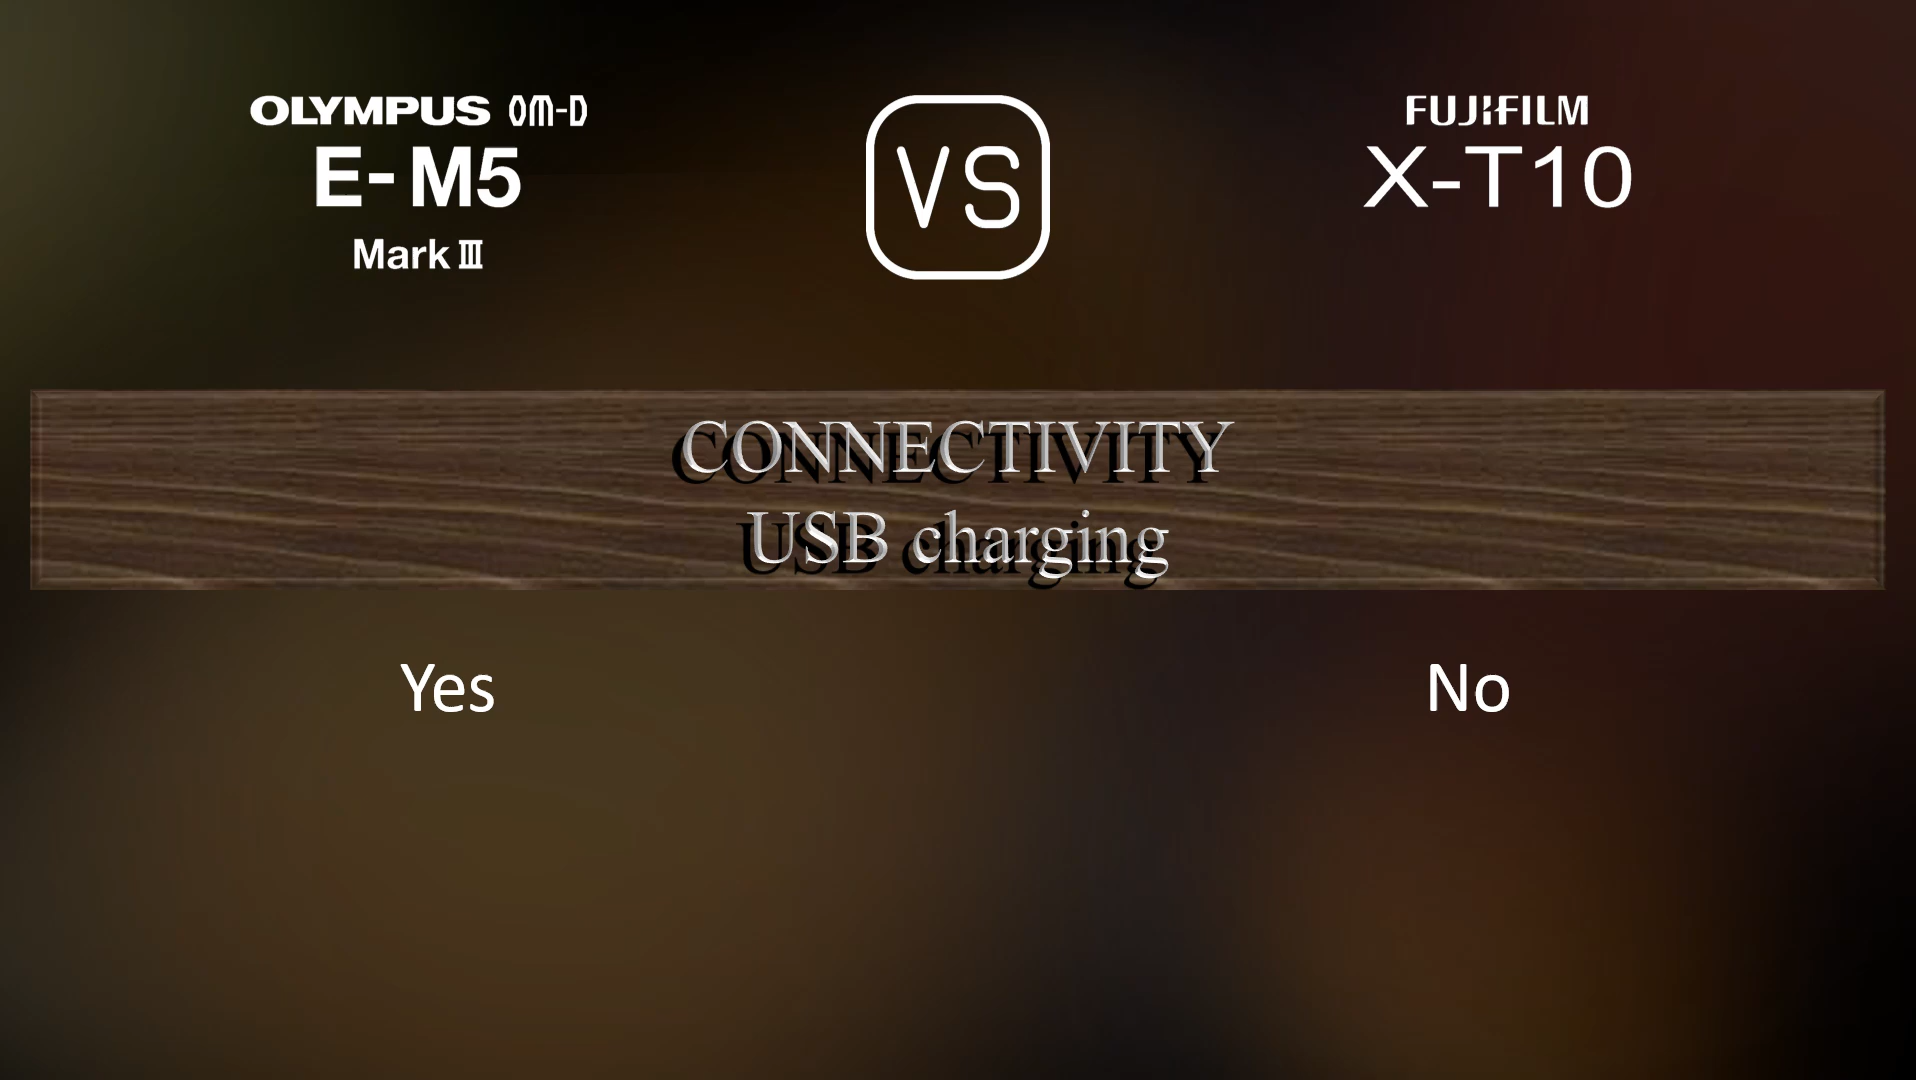 OLYMPUS OM-D
E-M5
Mark III
VS
FUJIFILM
X-T10
CONNECTIVITY
USB charging
Yes
No